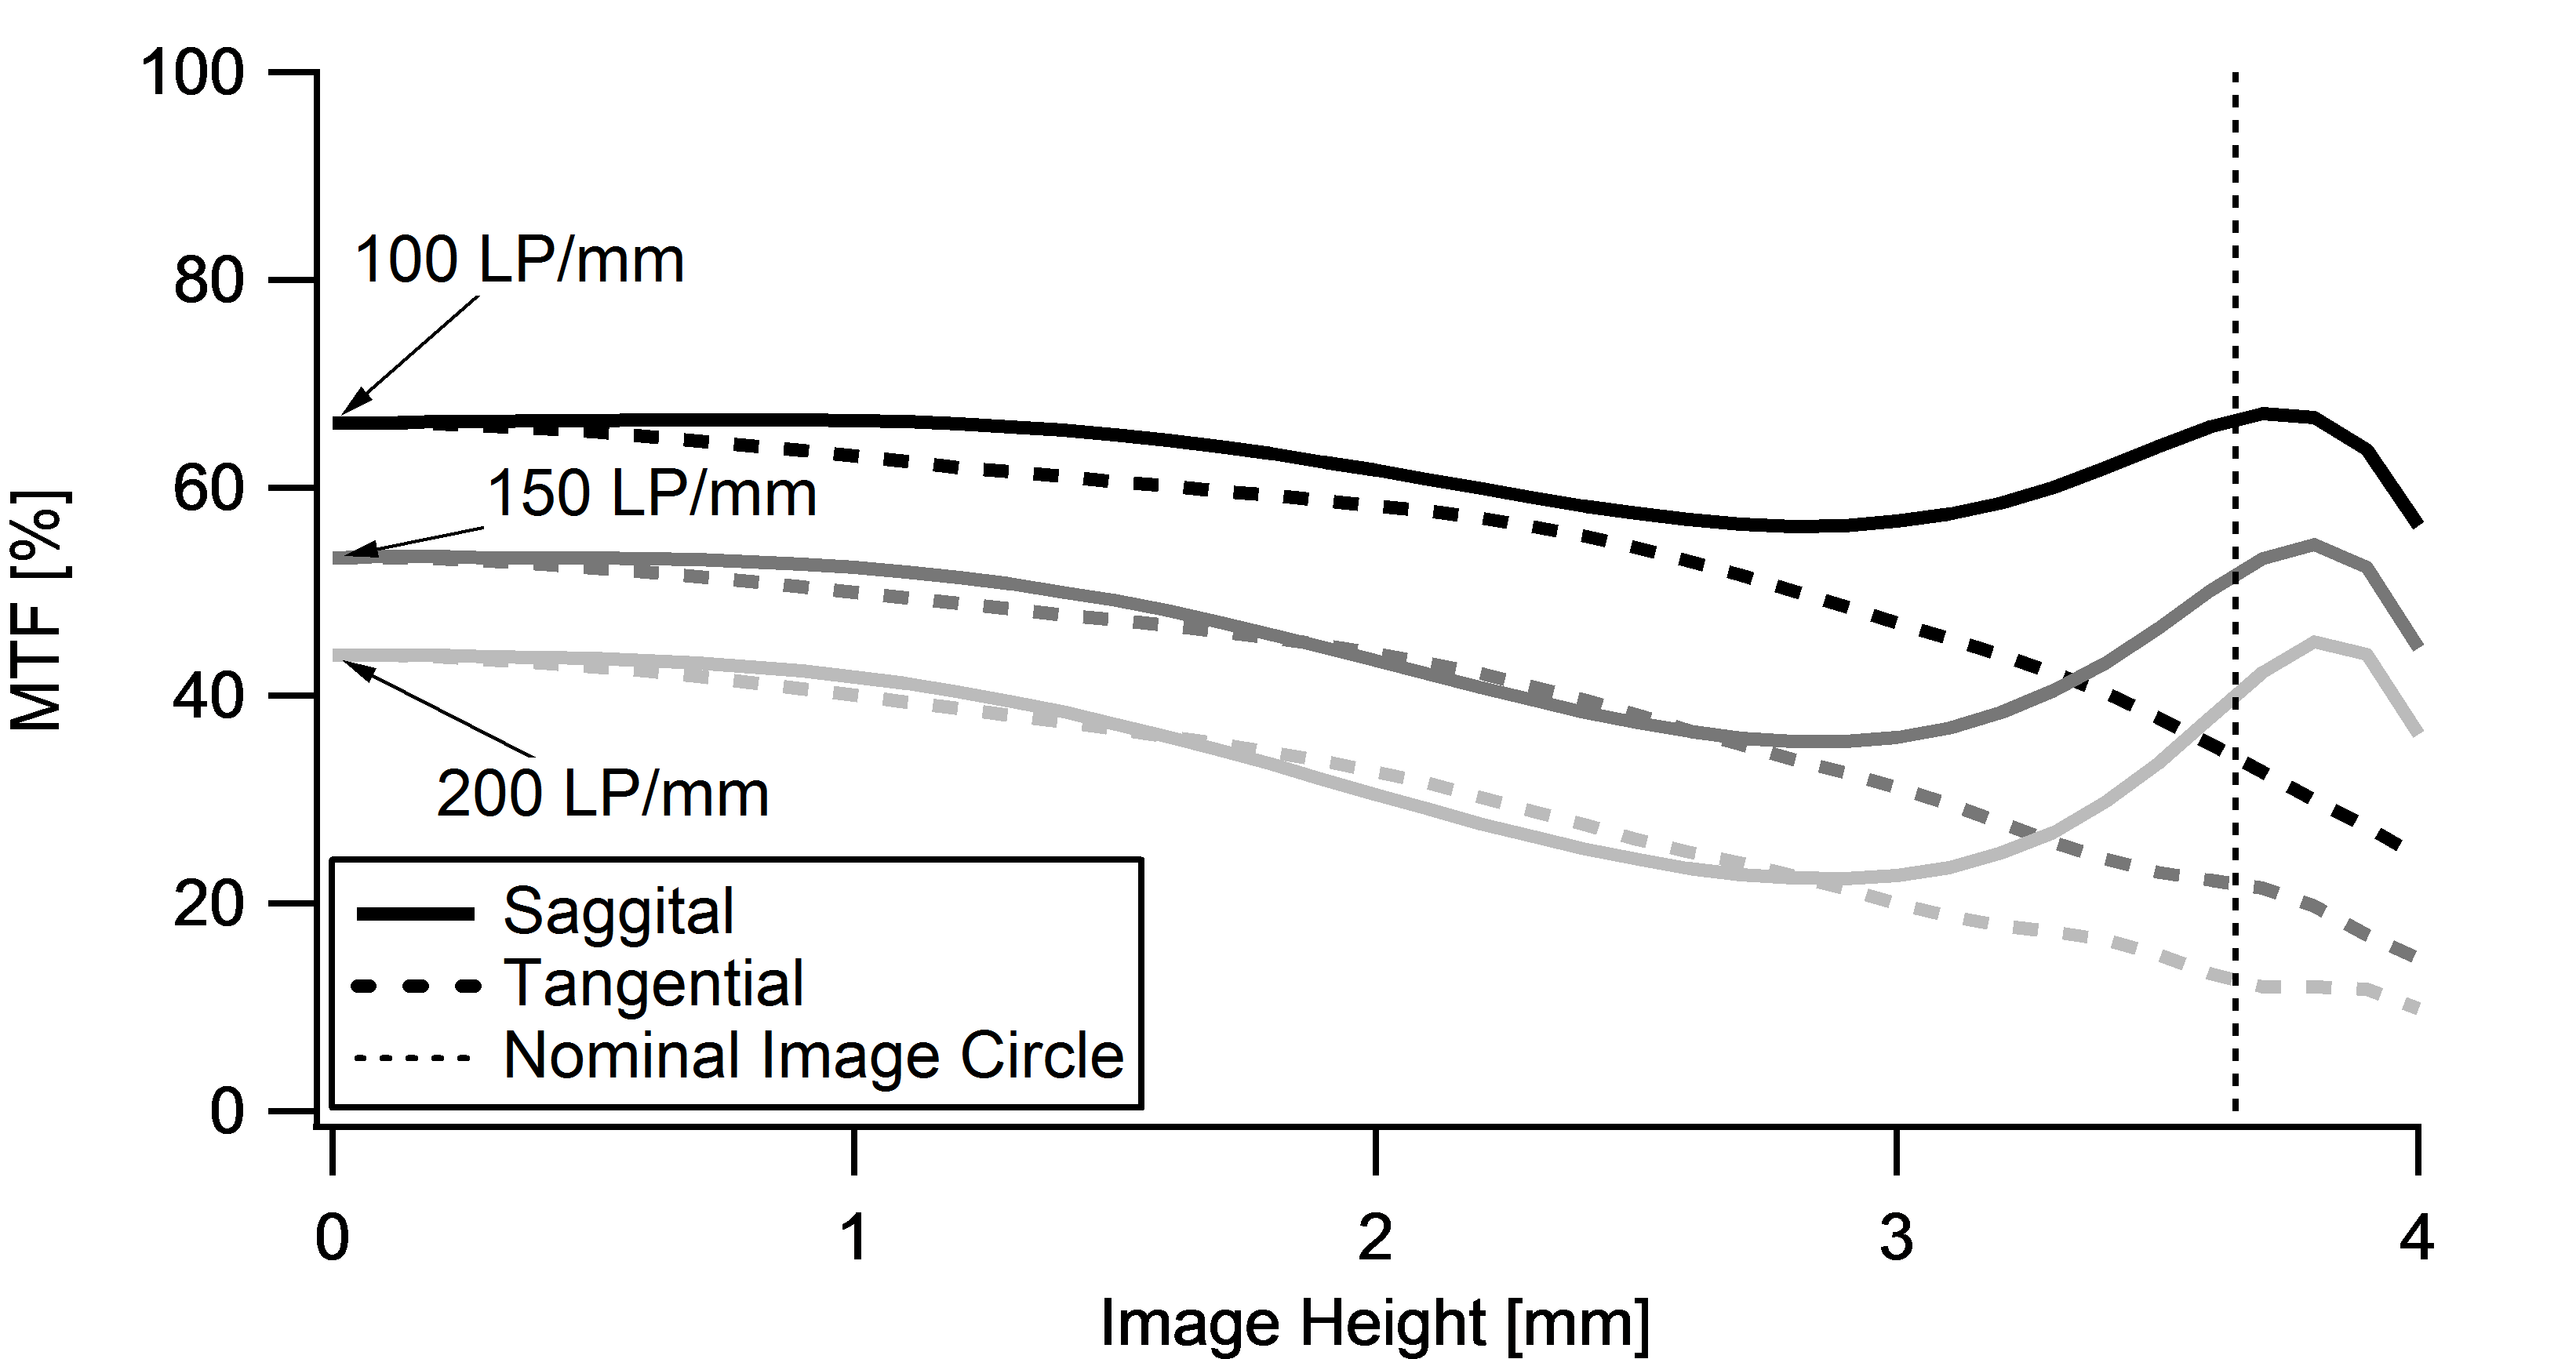 100
80
60
40
20
0
MTF [%]
100 LP/mm
150 LP/mm
200 LP/mm
Saggital
Tangential
Nominal Image Circle
0 1 2 3 4
Image Height [mm]